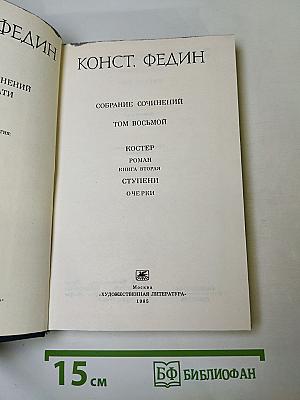 ФЕДИН
НЕНИЙ
АТИ
КОНСТ. ФЕДИН
СОБРАНИЕ СОЧИНЕНИЙ
ТОМ ВОСЬМОЙ
КОСТЕР
РОМАН
КНИГА ВТОРАЯ
СТУПЕНИ
ОЧЕРКИ
Москва
«ХУДОЖЕСТВЕННАЯ ЛИТЕРАТУРА»
1985
15 см
БФ БИБЛИОФАН